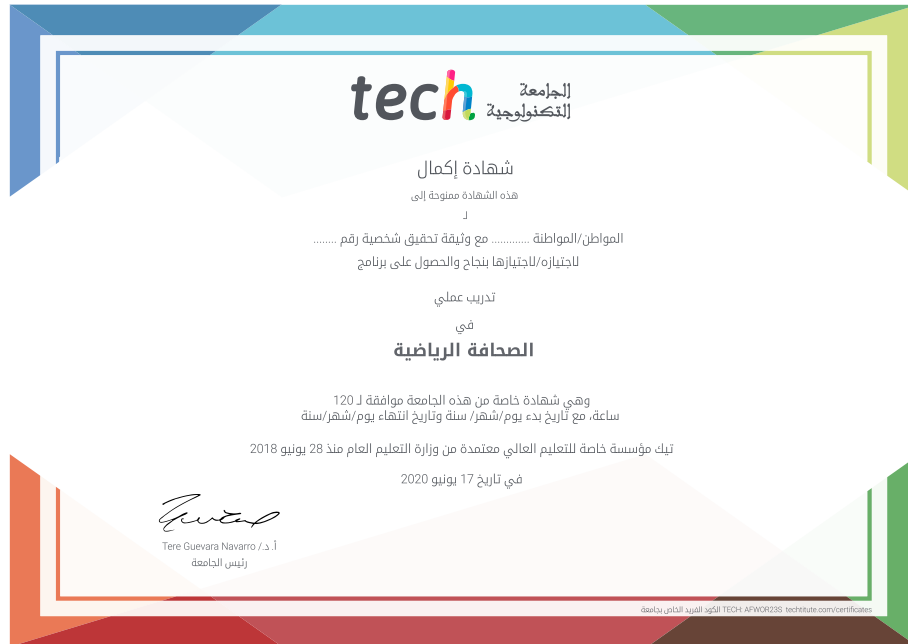 tech الجامعة
التكنولوجية
شهادة إكمال
هذه الشهادة ممنوحة إلى
لـ
المواطن/المواطنة ............ مع وثيقة تحقيق شخصية رقم ........
لاجتيازه/لاجتيازها بنجاح والحصول على برنامج
تدريب عملي
في
الصحافة الرياضية
وهي شهادة خاصة من هذه الجامعة موافقة لـ 120
ساعة، مع تاريخ بدء يوم/شهر/ سنة وتاريخ انتهاء يوم/شهر/سنة
تيك مؤسسة خاصة للتعليم العالي معتمدة من وزارة التعليم العام منذ 28 يونيو 2018
في تاريخ 17 يونيو 2020
أ. د./ Tere Guevara Navarro
رئيس الجامعة
الكود الفريد الخاص بجامعة TECH: AFWOR23S techtitute.com/certificates